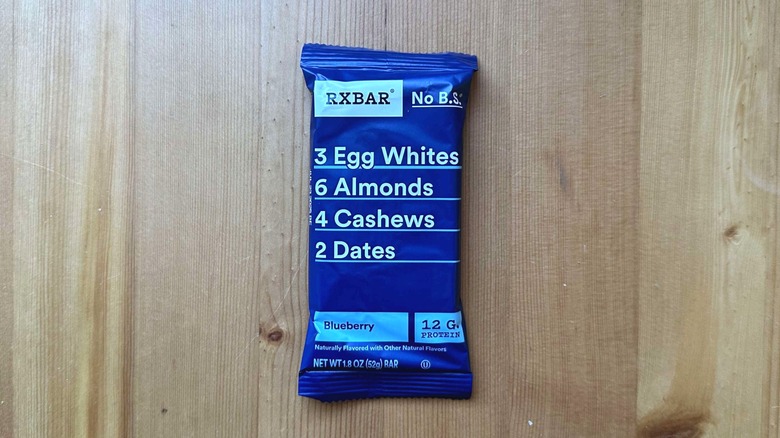 RXBAR® No B.S.
3 Egg Whites
6 Almonds
4 Cashews
2 Dates
Blueberry
12 G
PROTEIN
Naturally Flavored with Other Natural Flavors
NET WT 1.8 OZ (52g) BAR